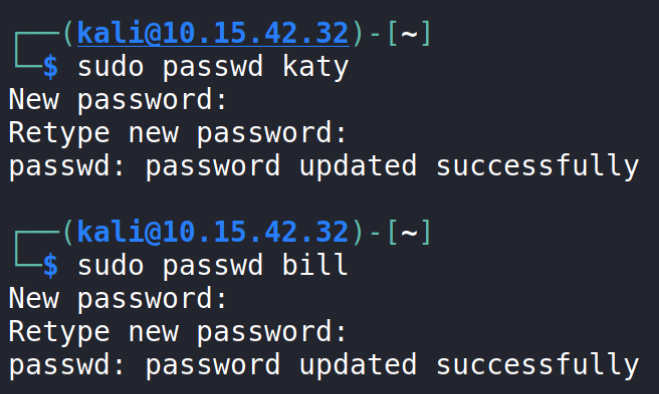 ┌──(kali@10.15.42.32)-[~]
└─$ sudo passwd katy
New password:
Retype new password:
passwd: password updated successfully
┌──(kali@10.15.42.32)-[~]
└─$ sudo passwd bill
New password:
Retype new password:
passwd: password updated successfully